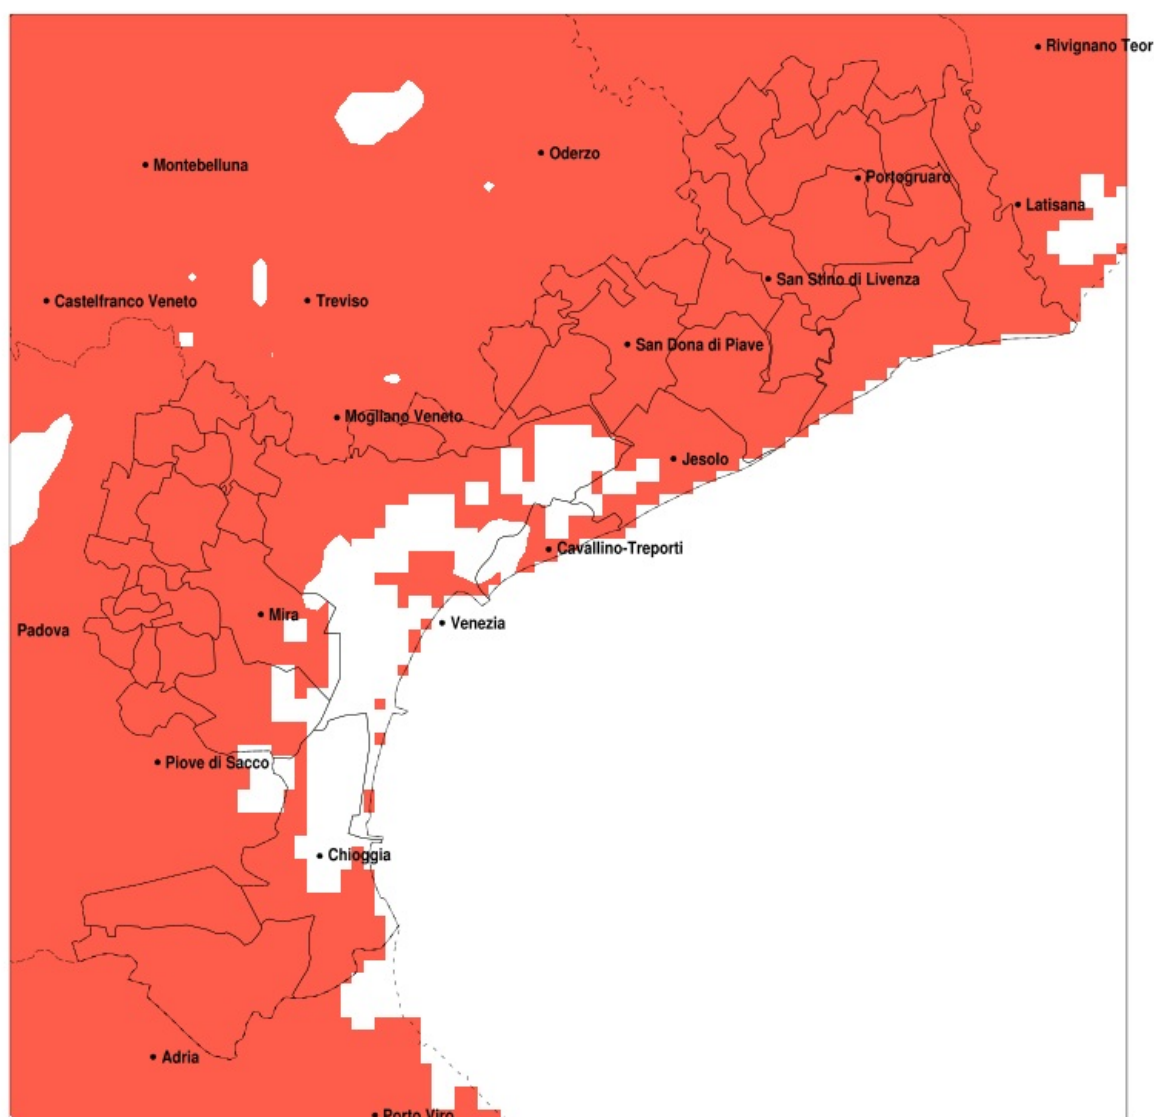 Rivignano Teor
Oderzo
Montebelluna
Portogruaro
Latisana
San Stino di Livenza
Castelfranco Veneto
Treviso
San Dona di Piave
Mogliano Veneto
Jesolo
Cavallino-Treporti
Mira
Venezia
Padova
Piove di Sacco
Chioggia
Adria
Porto Viro